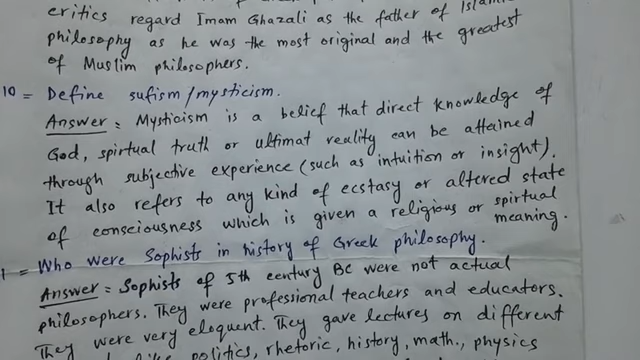 critics regard Imam Ghazali as the father of Islamic
philosophy as he was the most original and the greatest
of Muslim philosophers.
10 = Define sufism/mysticism.
Answer = Mysticism is a belief that direct knowledge of
God, spirtual truth or ultimat reality can be attained
through subjective experience (such as intuition or insight).
It also refers to any kind of ecstasy or altered state
of consciousness which is given a religious or spirtual
meaning.
1 = Who were Sophists in history of Greek philosophy.
Answer = Sophists of 5th century BC were not actual
philosophers. They were professional teachers and educators.
They were very eloquent. They gave lectures on different
like politics, rhetoric, history, math., physics